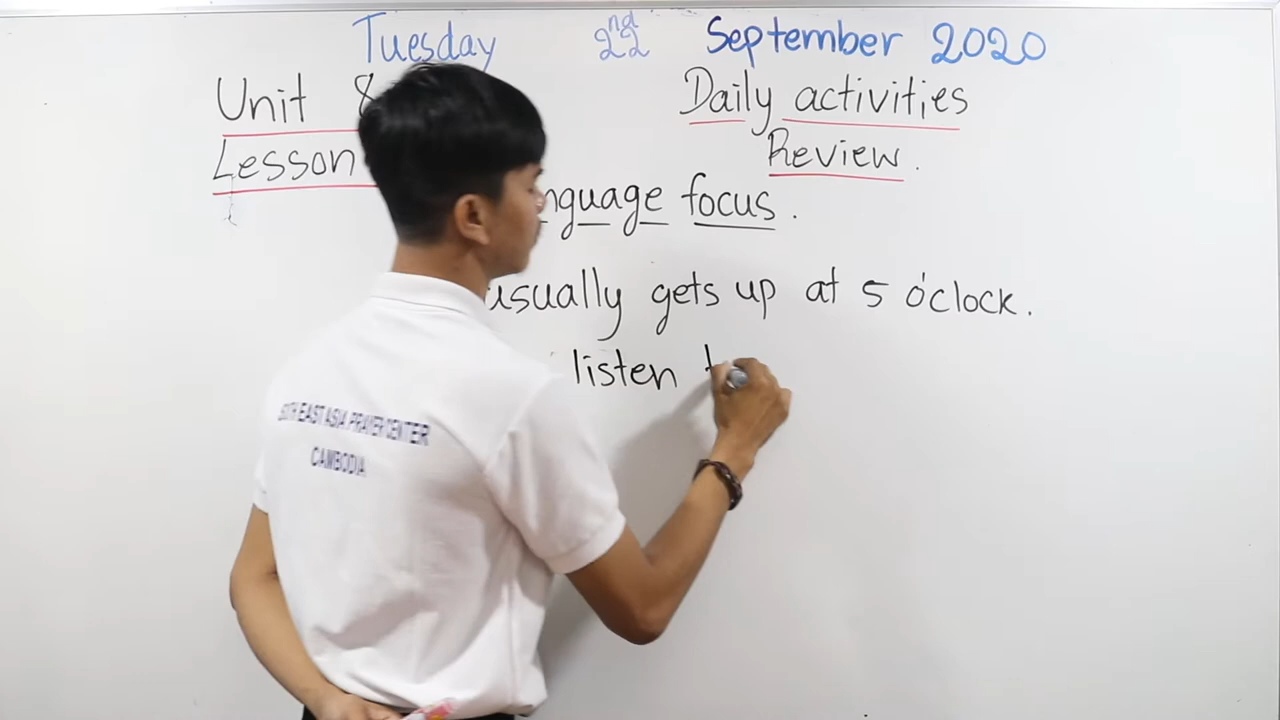 Tuesday 22nd September 2020
Unit 8 Daily activities
Lesson Review.
focus.
usually gets up at 5 o'clock.
listen
SOUTH EAST ASIA PRAYER CENTER
CAMBODIA